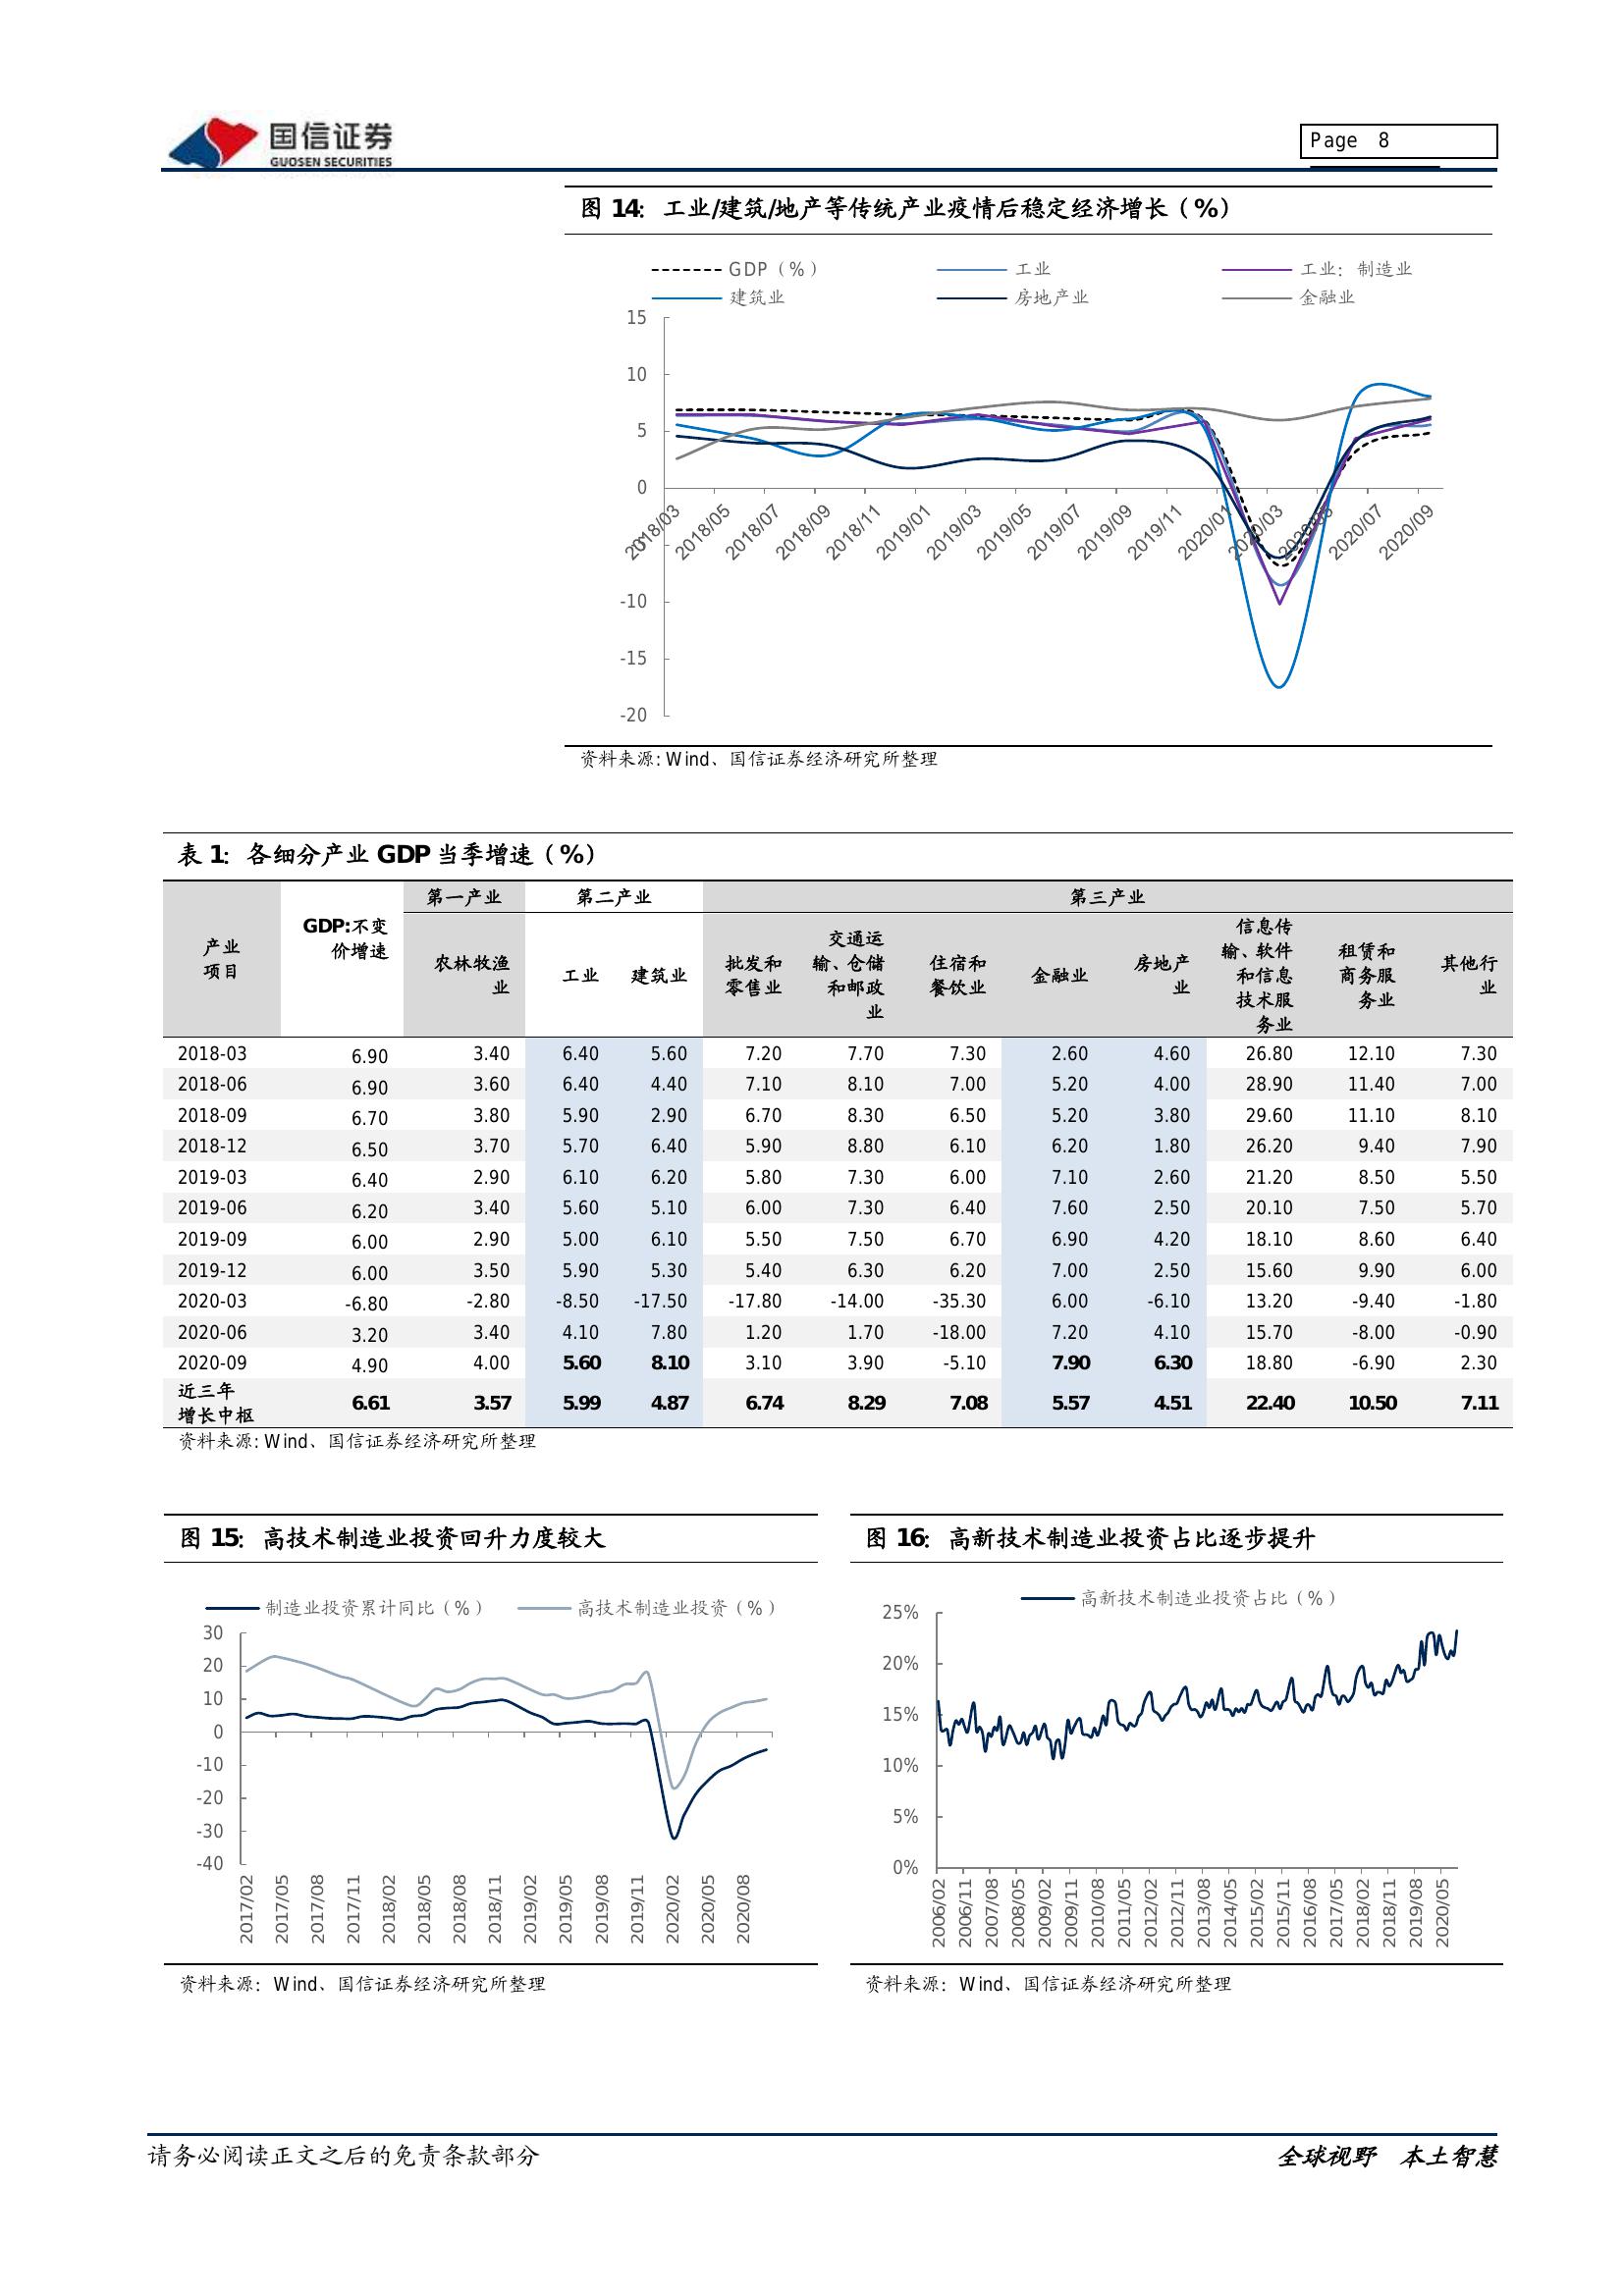 国信证券
GUOSEN SECURITIES
Page 8
图 14：工业/建筑/地产等传统产业疫情后稳定经济增长（%）
GDP（%） 工业 工业：制造业
建筑业 房地产业 金融业
15
10
5
0
-5
-10
-15
-20
2018/03 2018/05 2018/07 2018/09 2018/11 2019/01 2019/03 2019/05 2019/07 2019/09 2019/11 2020/01 2020/03 2020/05 2020/07 2020/09
资料来源: Wind、国信证券经济研究所整理
表 1：各细分产业 GDP 当季增速（%）
产业项目 GDP:不变价增速 第一产业 第二产业 第三产业
农林牧渔业 工业 建筑业 批发和零售业 交通运输、仓储和邮政业 住宿和餐饮业 金融业 房地产业 信息传输、软件和信息技术服务业 租赁和商务服务业 其他行业
2018-03 6.90 3.40 6.40 5.60 7.20 7.70 7.30 2.60 4.60 26.80 12.10 7.30
2018-06 6.90 3.60 6.40 4.40 7.10 8.10 7.00 5.20 4.00 28.90 11.40 7.00
2018-09 6.70 3.80 5.90 2.90 6.70 8.30 6.50 5.20 3.80 29.60 11.10 8.10
2018-12 6.50 3.70 5.70 6.40 5.90 8.80 6.10 6.20 1.80 26.20 9.40 7.90
2019-03 6.40 2.90 6.10 6.20 5.80 7.30 6.00 7.10 2.60 21.20 8.50 5.50
2019-06 6.20 3.40 5.60 5.10 6.00 7.30 6.40 7.60 2.50 20.10 7.50 5.70
2019-09 6.00 2.90 5.00 6.10 5.50 7.50 6.70 6.90 4.20 18.10 8.60 6.40
2019-12 6.00 3.50 5.90 5.30 5.40 6.30 6.20 7.00 2.50 15.60 9.90 6.00
2020-03 -6.80 -2.80 -8.50 -17.50 -17.80 -14.00 -35.30 6.00 -6.10 13.20 -9.40 -1.80
2020-06 3.20 3.40 4.10 7.80 1.20 1.70 -18.00 7.20 4.10 15.70 -8.00 -0.90
2020-09 4.90 4.00 5.60 8.10 3.10 3.90 -5.10 7.90 6.30 18.80 -6.90 2.30
近三年增长中枢 6.61 3.57 5.99 4.87 6.74 8.29 7.08 5.57 4.51 22.40 10.50 7.11
资料来源: Wind、国信证券经济研究所整理
图 15：高技术制造业投资回升力度较大
制造业投资累计同比（%） 高技术制造业投资（%）
30
20
10
0
-10
-20
-30
-40
2017/02 2017/05 2017/08 2017/11 2018/02 2018/05 2018/08 2018/11 2019/02 2019/05 2019/08 2019/11 2020/02 2020/05 2020/08
资料来源：Wind、国信证券经济研究所整理
图 16：高新技术制造业投资占比逐步提升
高新技术制造业投资占比（%）
25%
20%
15%
10%
5%
0%
2006/02 2006/11 2007/08 2008/05 2009/02 2009/11 2010/08 2011/05 2012/02 2012/11 2013/08 2014/05 2015/02 2015/11 2016/08 2017/05 2018/02 2018/11 2019/08 2020/05
资料来源：Wind、国信证券经济研究所整理
请务必阅读正文之后的免责条款部分
全球视野 本土智慧